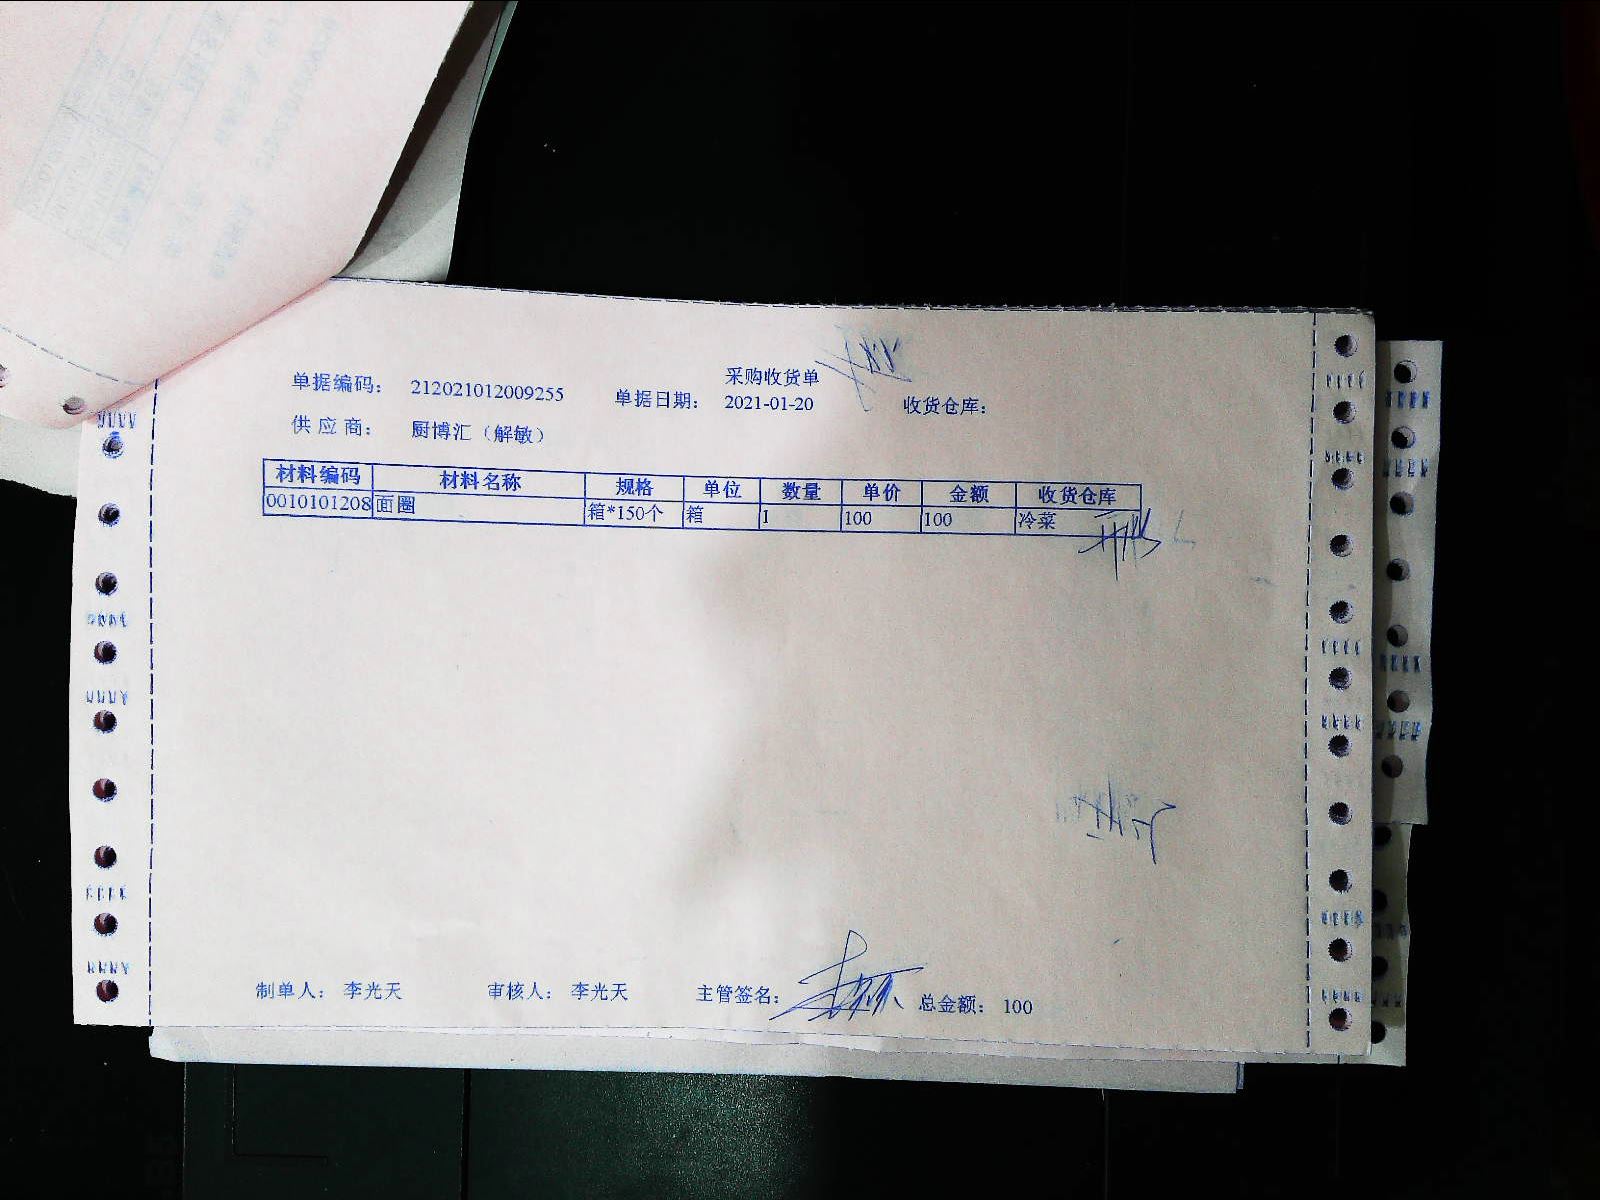 采购收货单
单据编码: 212021012009255 单据日期: 2021-01-20 收货仓库:
供应商: 厨博汇（解敏）
材料编码 材料名称 规格 单位 数量 单价 金额 收货仓库
0010101208 面圈 箱*150个 箱 1 100 100 冷菜
制单人: 李光天 审核人: 李光天 主管签名: 总金额: 100